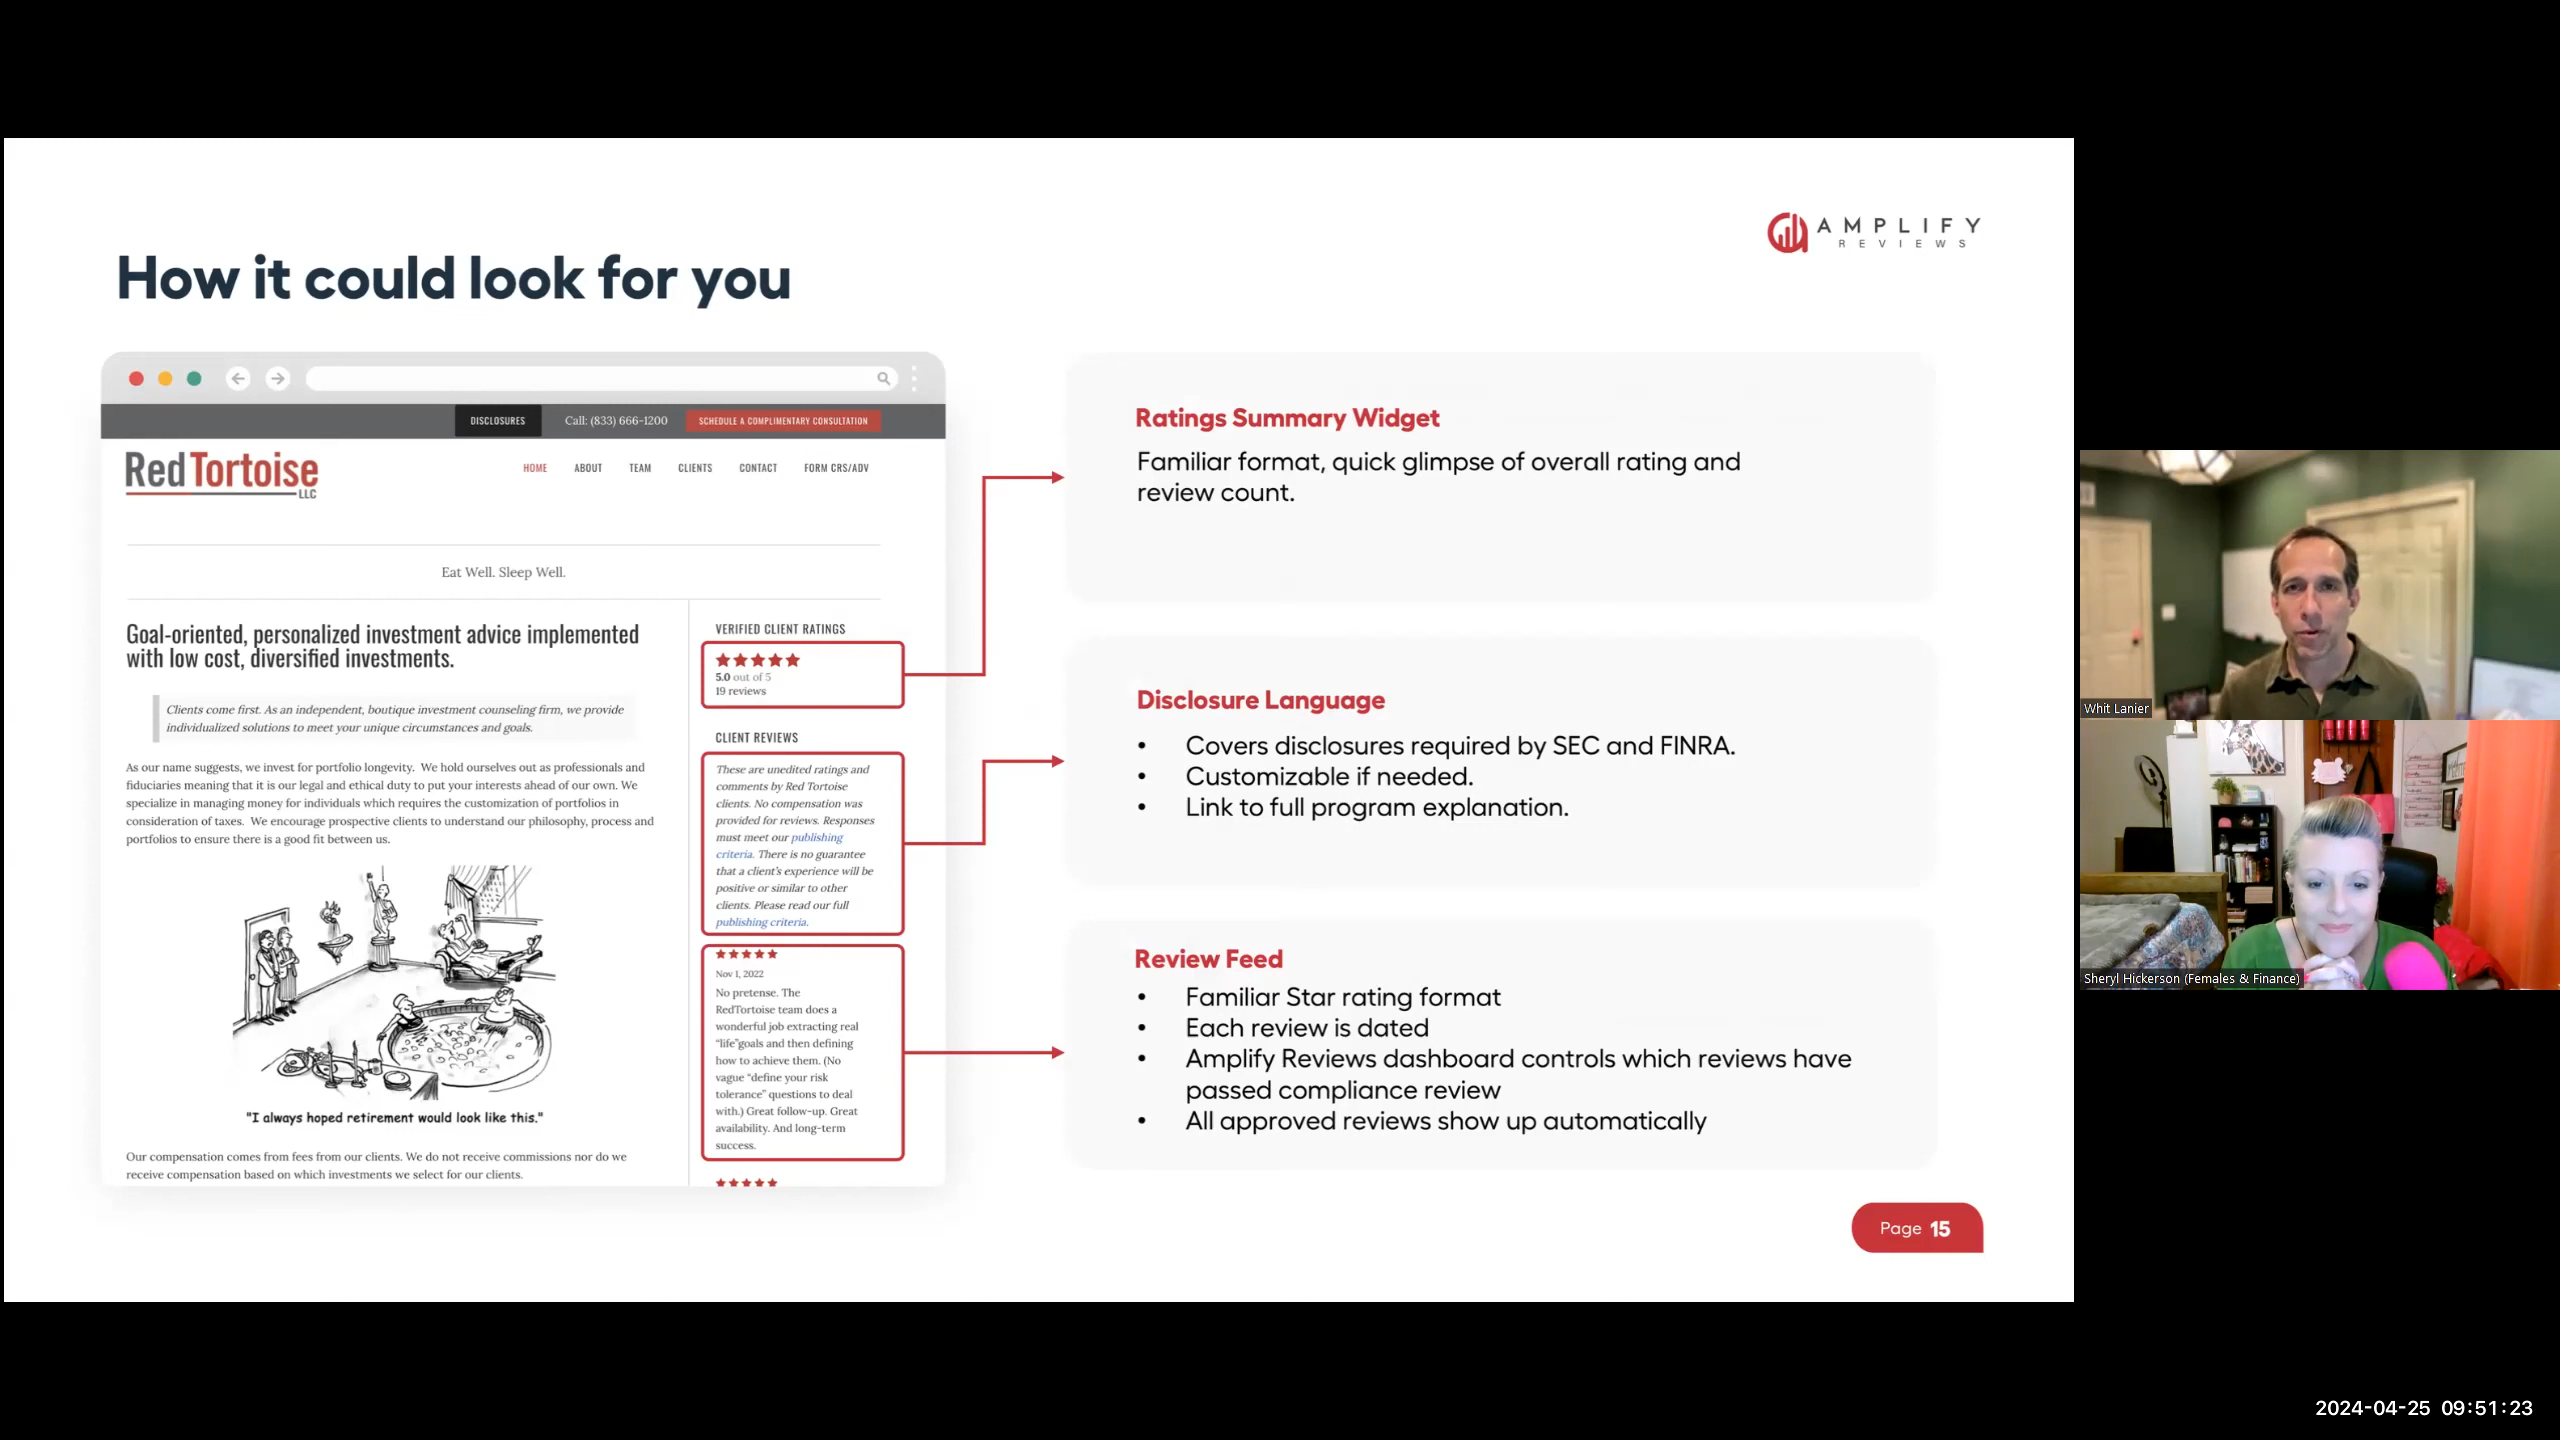 AMPLIFY
REVIEWS
How it could look for you
DISCLOSURES
Call: (833) 666-1200
SCHEDULE A COMPLIMENTARY CONSULTATION
RedTortoise
LLC
HOME ABOUT TEAM CLIENTS CONTACT FORM CRS/ADV
Eat Well. Sleep Well.
Goal-oriented, personalized investment advice implemented
with low cost, diversified investments.
Clients come first. As an independent, boutique investment counseling firm, we provide
individualized solutions to meet your unique circumstances and goals.
As our name suggests, we invest for portfolio longevity. We hold ourselves out as professionals and
fiduciaries meaning that it is our legal and ethical duty to put your interests ahead of our own. We
specialize in managing money for individuals which requires the customization of portfolios in
consideration of taxes. We encourage prospective clients to understand our philosophy, process and
portfolios to ensure there is a good fit between us.
"I always hoped retirement would look like this."
Our compensation comes from fees from our clients. We do not receive commissions nor do we
receive compensation based on which investments we select for our clients.
VERIFIED CLIENT RATINGS
5.0 out of 5
19 reviews
CLIENT REVIEWS
These are unedited ratings and
comments by Red Tortoise
clients. No compensation was
provided for reviews. Responses
must meet our publishing
criteria. There is no guarantee
that a client's experience will be
positive or similar to other
clients. Please read our full
publishing criteria.
Nov 1, 2022
No pretense. The
RedTortoise team does a
wonderful job extracting real
"life"goals and then defining
how to achieve them. (No
vague "define your risk
tolerance" questions to deal
with.) Great follow-up. Great
availability. And long-term
success.
Ratings Summary Widget
Familiar format, quick glimpse of overall rating and
review count.
Disclosure Language
• Covers disclosures required by SEC and FINRA.
• Customizable if needed.
• Link to full program explanation.
Review Feed
• Familiar Star rating format
• Each review is dated
• Amplify Reviews dashboard controls which reviews have
passed compliance review
• All approved reviews show up automatically
Page 15
Whit Lanier
Sheryl Hickerson (Females & Finance)
2024-04-25 09:51:23